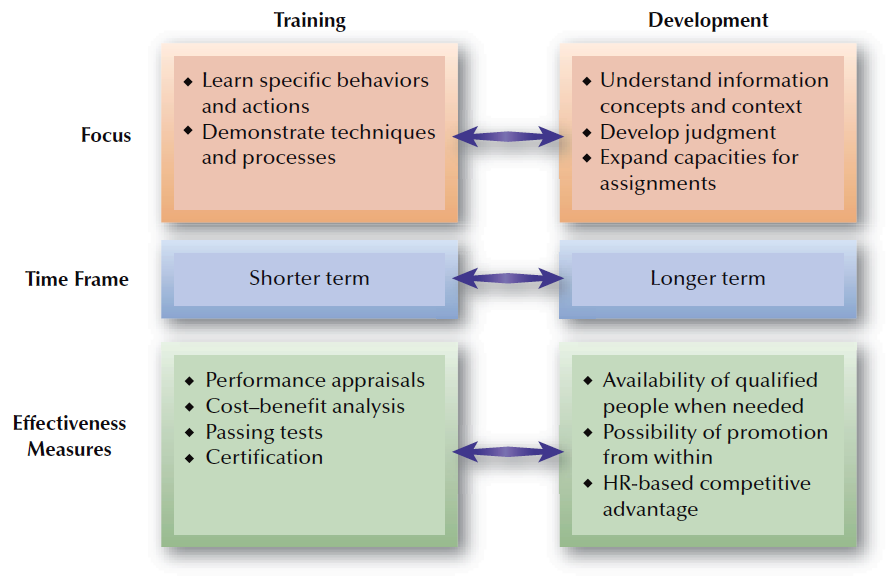 Training
Development
Focus
◆ Learn specific behaviors
and actions
◆ Demonstrate techniques
and processes
◆ Understand information
concepts and context
◆ Develop judgment
◆ Expand capacities for
assignments
Time Frame
Shorter term
Longer term
Effectiveness
Measures
◆ Performance appraisals
◆ Cost–benefit analysis
◆ Passing tests
◆ Certification
◆ Availability of qualified
people when needed
◆ Possibility of promotion
from within
◆ HR-based competitive
advantage